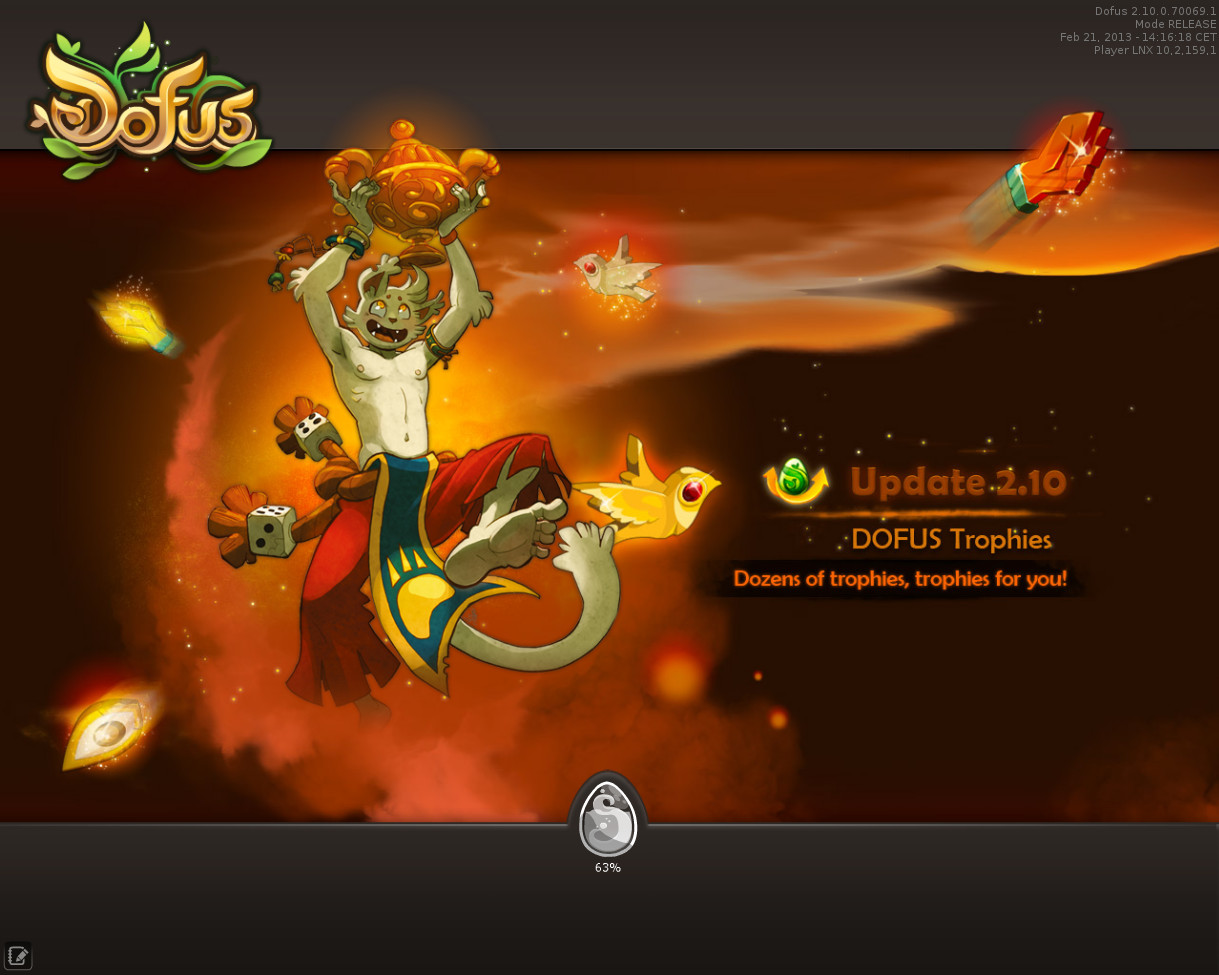 Dofus 2.10.0.70069.1
Mode RELEASE
Feb 21, 2013 - 14:16:18 CET
Player LNX 10,2,159,1
DOFUS
Update 2.10
DOFUS Trophies
Dozens of trophies, trophies for you!
63%